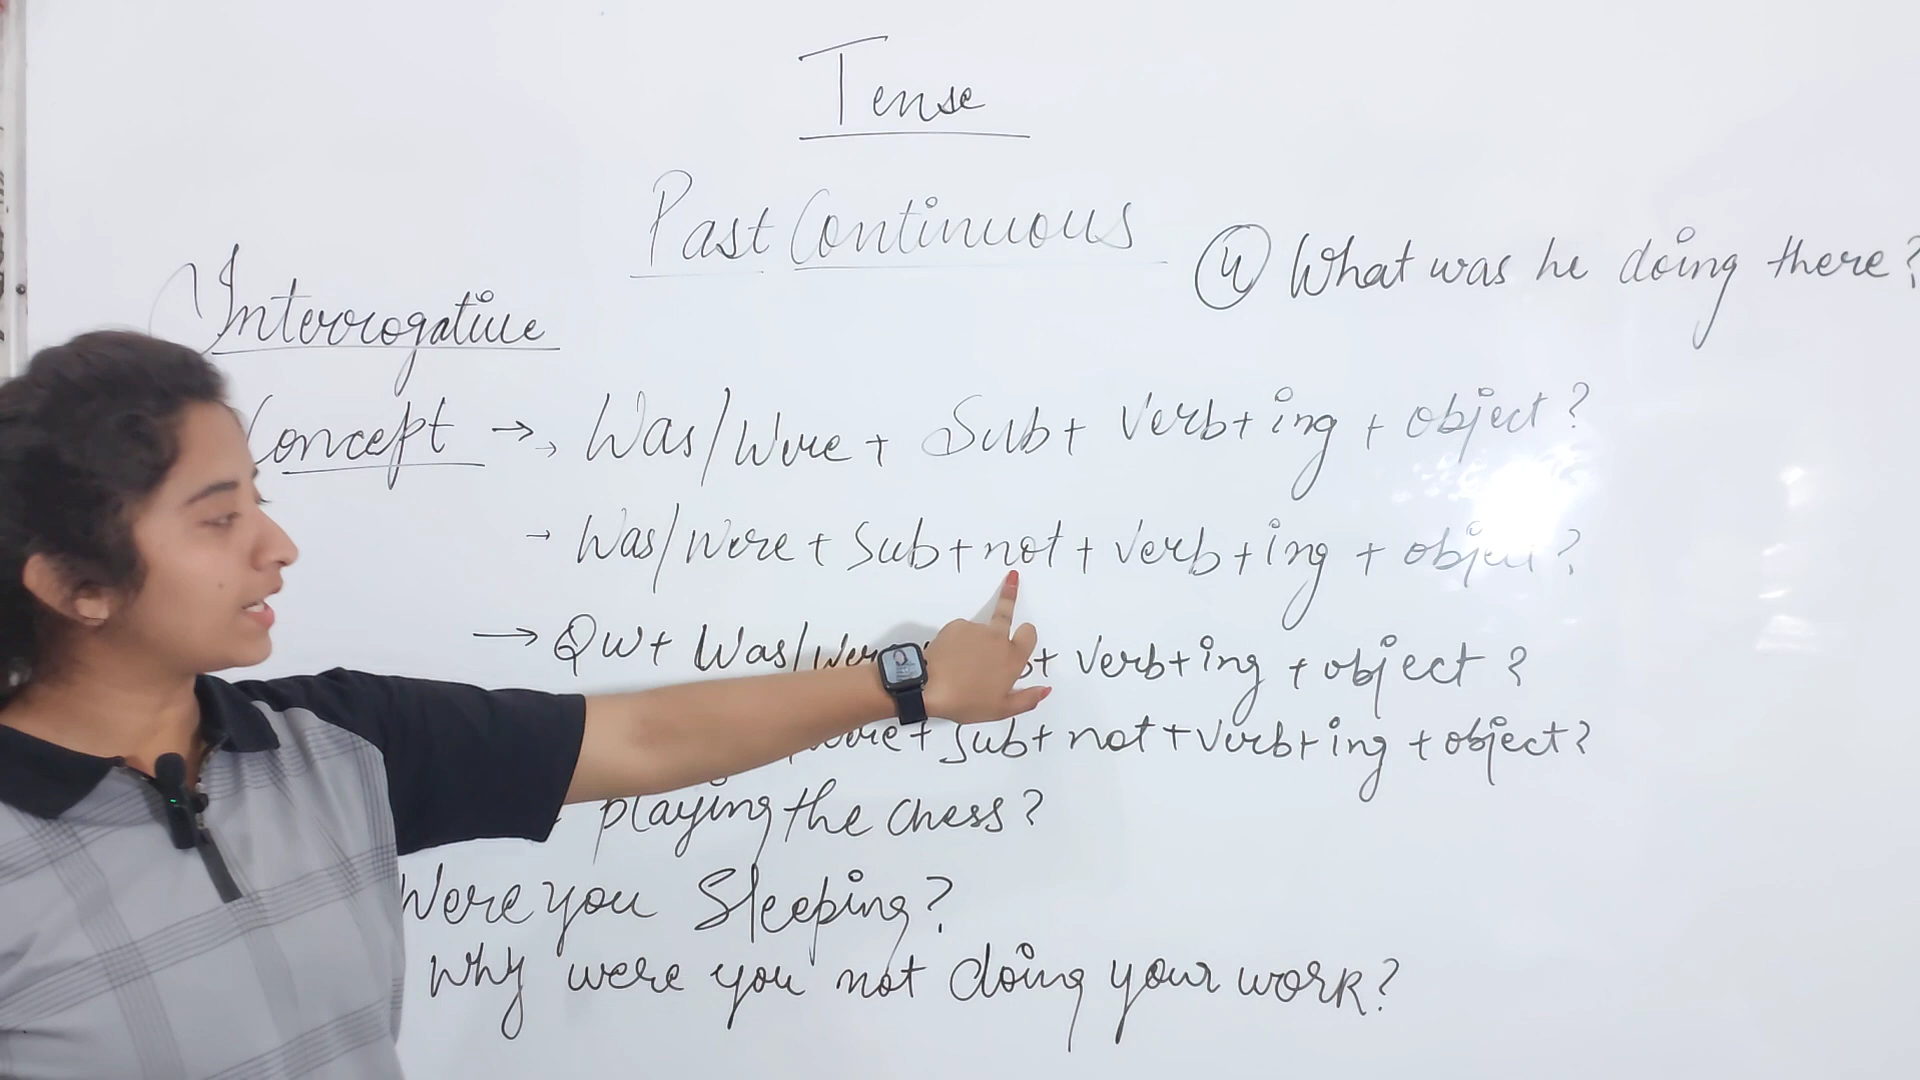 Tense
Past Continuous
④ What was he doing there?
Interrogative
Concept → → Was/Were + Sub + Verb + ing + object?
→ Was/were + Sub + not + verb + ing + object?
→ QW + Was/were + verb + ing + object?
+ Sub + not + verb + ing + object?
playing the chess?
Were you Sleeping?
Why were you not doing your work?